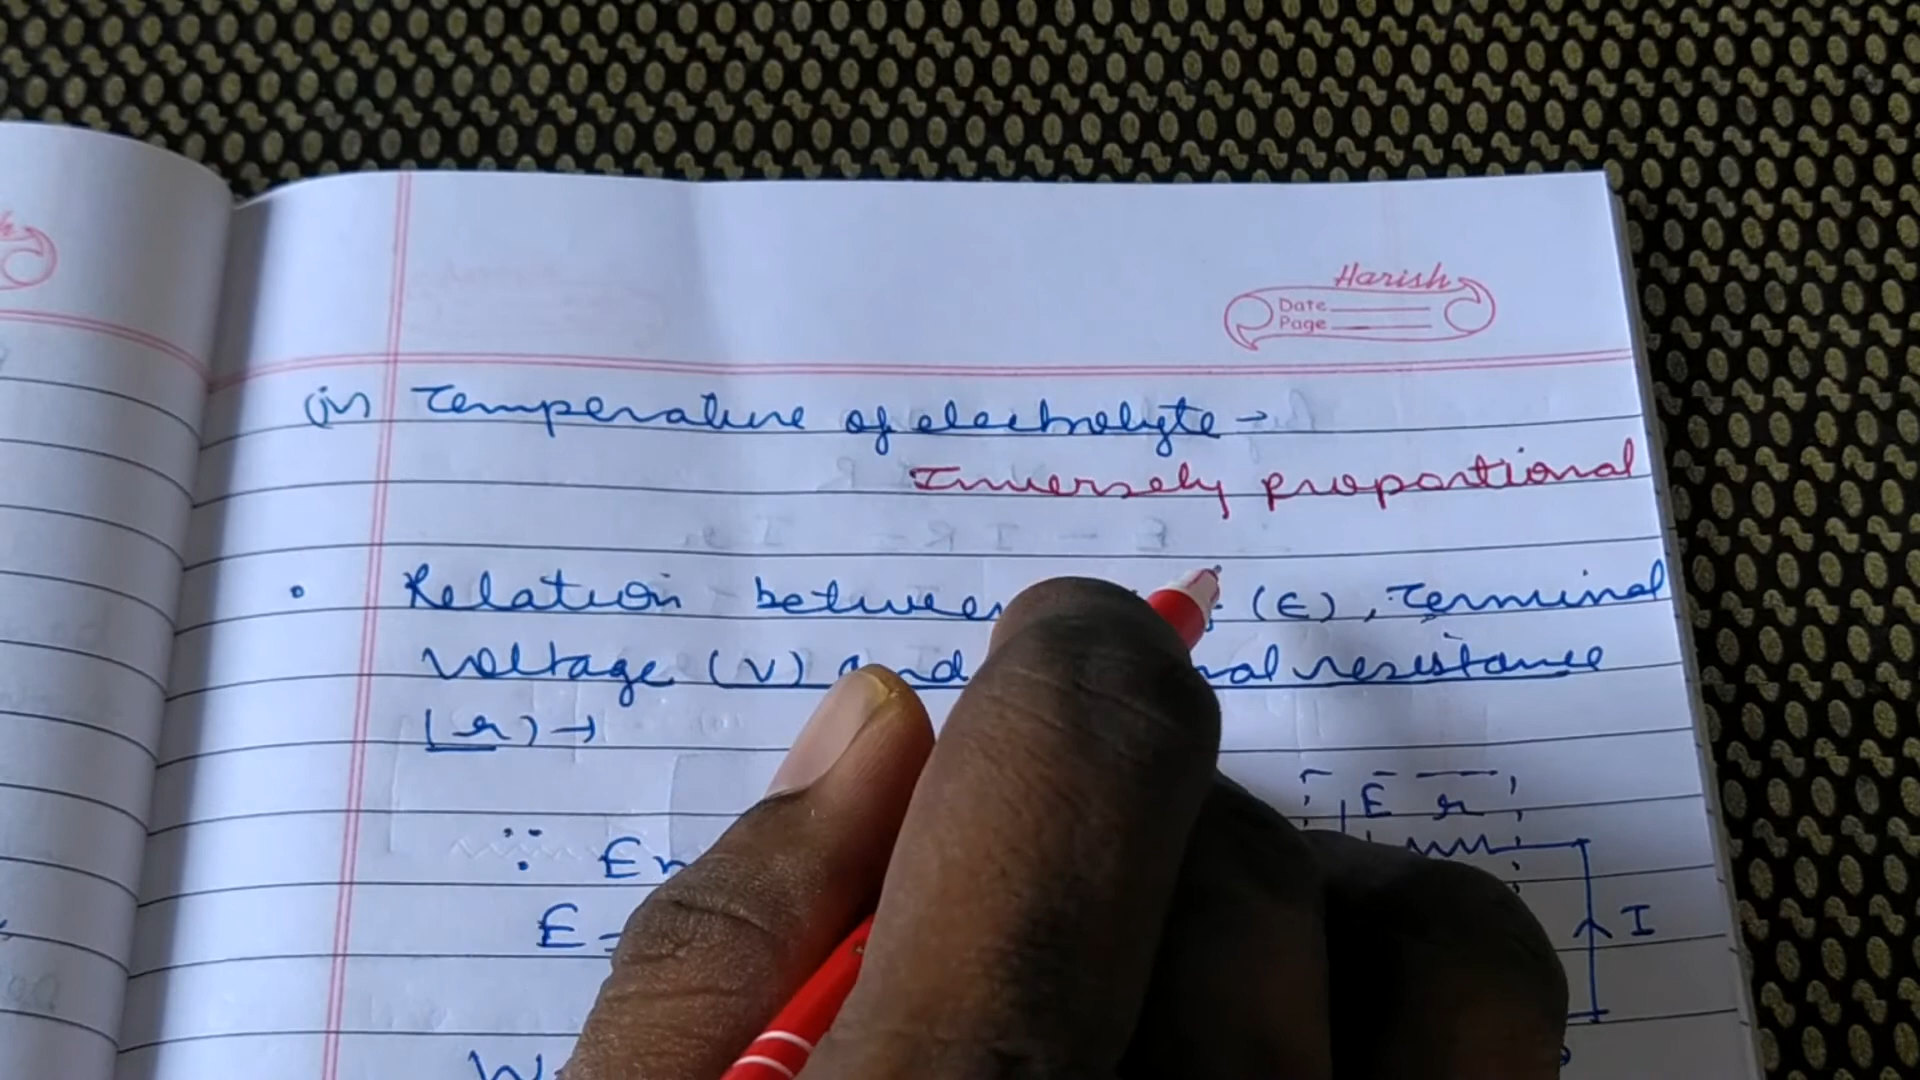 Harish
Date
Page
(iv) Temperature of electrolyte →
Inversely proportional
• Relation between (E), Terminal
voltage (V) and resistance
(r) →
E r
∵ E
E =
I